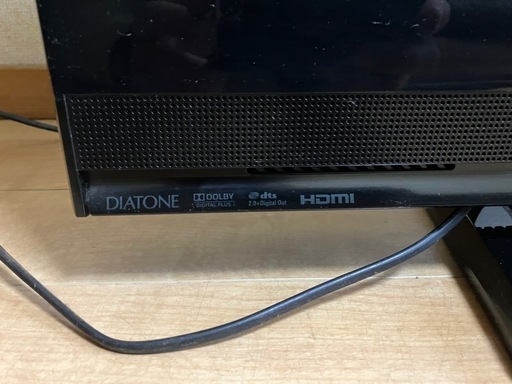 DIATONE
DOLBY
DIGITAL PLUS
dts
2.0+Digital Out
HDMI